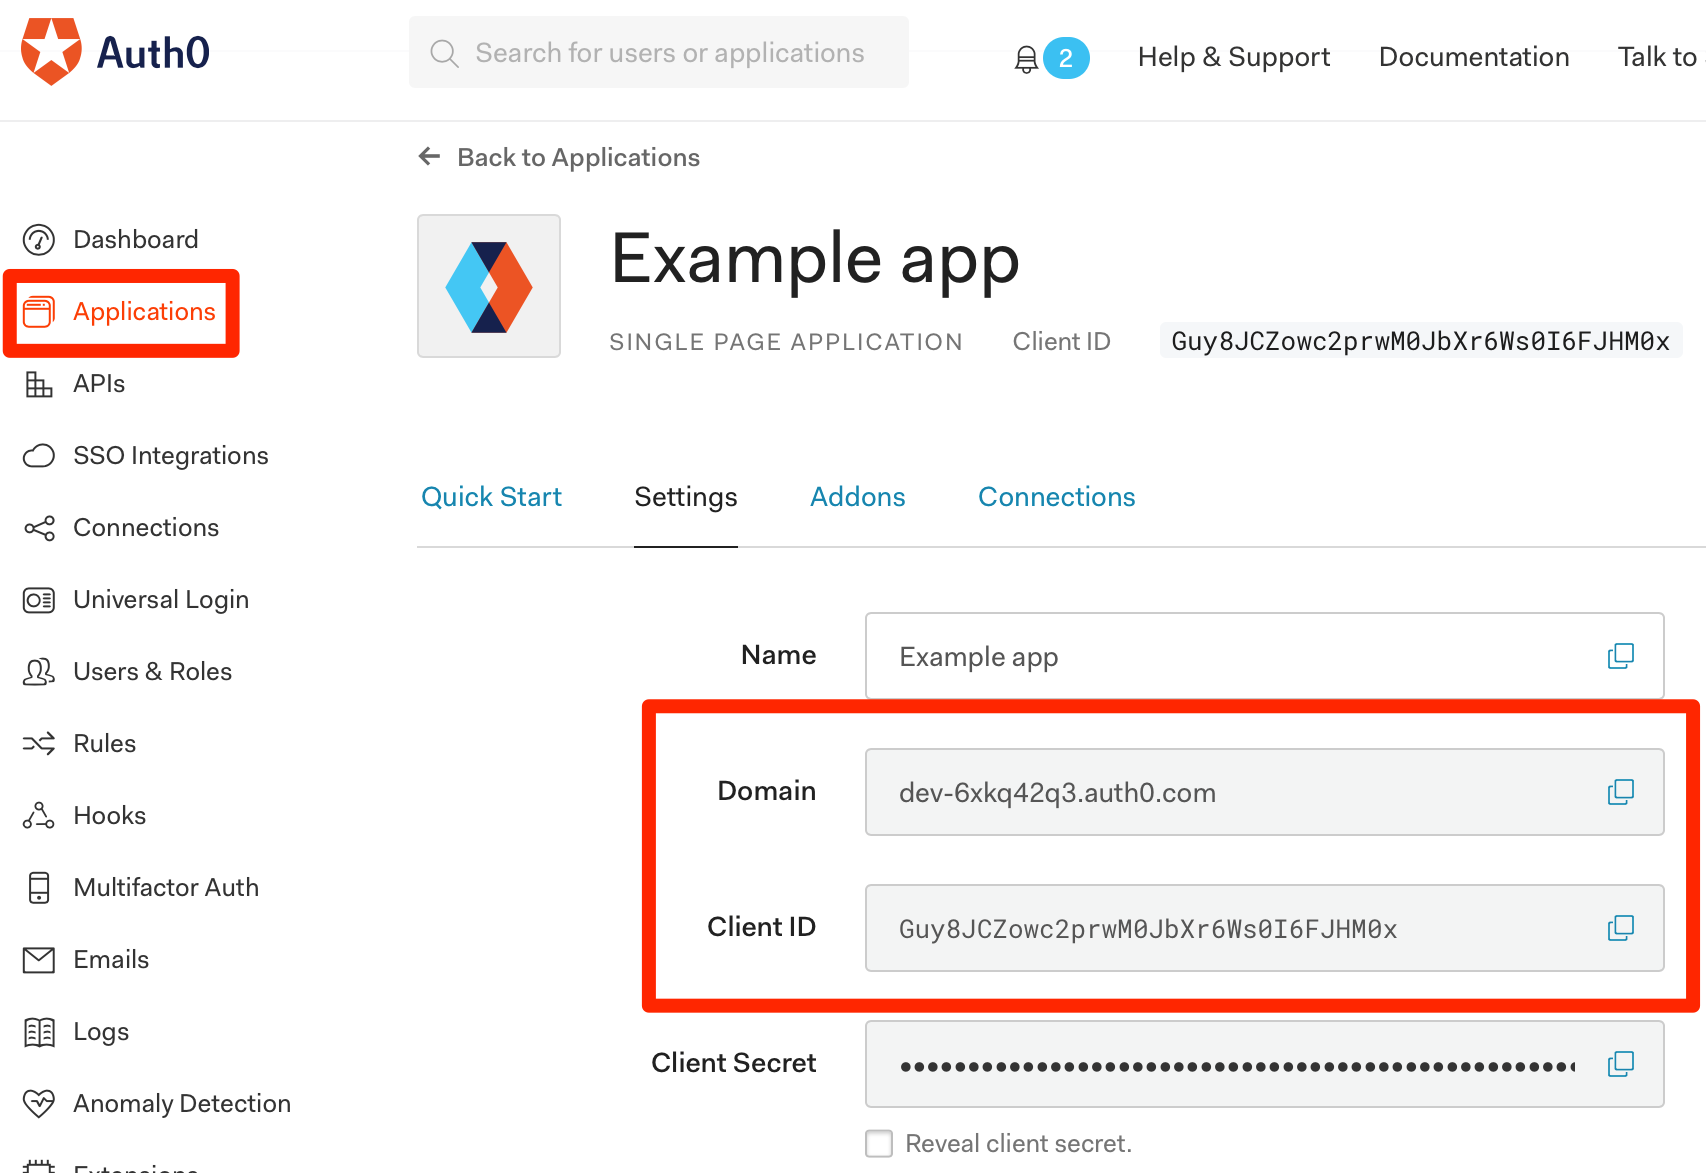 Auth0
Search for users or applications
2
Help & Support
Documentation
Talk to
Back to Applications
Dashboard
Applications
APIs
SSO Integrations
Connections
Universal Login
Users & Roles
Rules
Hooks
Multifactor Auth
Emails
Logs
Anomaly Detection
Extensions
Example app
SINGLE PAGE APPLICATION
Client ID
Guy8JCZowc2prwM0JbXr6Ws0I6FJHM0x
Quick Start
Settings
Addons
Connections
Name
Example app
Domain
dev-6xkq42q3.auth0.com
Client ID
Guy8JCZowc2prwM0JbXr6Ws0I6FJHM0x
Client Secret
Reveal client secret.